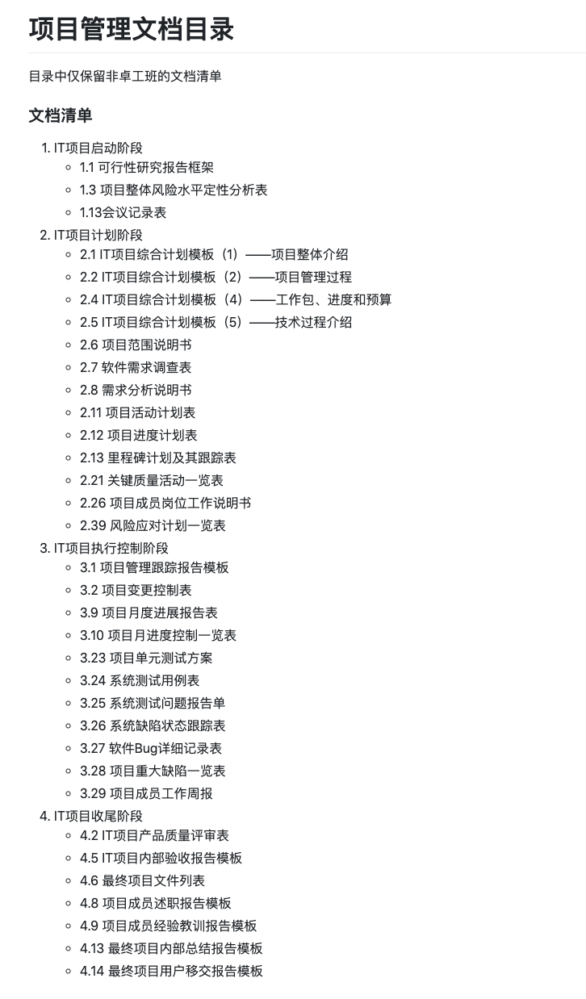 项目管理文档目录
目录中仅保留非卓工班的文档清单
文档清单
1. IT项目启动阶段
1.1 可行性研究报告框架
1.3 项目整体风险水平定性分析表
1.13会议记录表
2. IT项目计划阶段
2.1 IT项目综合计划模板（1）——项目整体介绍
2.2 IT项目综合计划模板（2）——项目管理过程
2.4 IT项目综合计划模板（4）——工作包、进度和预算
2.5 IT项目综合计划模板（5）——技术过程介绍
2.6 项目范围说明书
2.7 软件需求调查表
2.8 需求分析说明书
2.11 项目活动计划表
2.12 项目进度计划表
2.13 里程碑计划及其跟踪表
2.21 关键质量活动一览表
2.26 项目成员岗位工作说明书
2.39 风险应对计划一览表
3. IT项目执行控制阶段
3.1 项目管理跟踪报告模板
3.2 项目变更控制表
3.9 项目月度进展报告表
3.10 项目月进度控制一览表
3.23 项目单元测试方案
3.24 系统测试用例表
3.25 系统测试问题报告单
3.26 系统缺陷状态跟踪表
3.27 软件Bug详细记录表
3.28 项目重大缺陷一览表
3.29 项目成员工作周报
4. IT项目收尾阶段
4.2 IT项目产品质量评审表
4.5 IT项目内部验收报告模板
4.6 最终项目文件列表
4.8 项目成员述职报告模板
4.9 项目成员经验教训报告模板
4.13 最终项目内部总结报告模板
4.14 最终项目用户移交报告模板